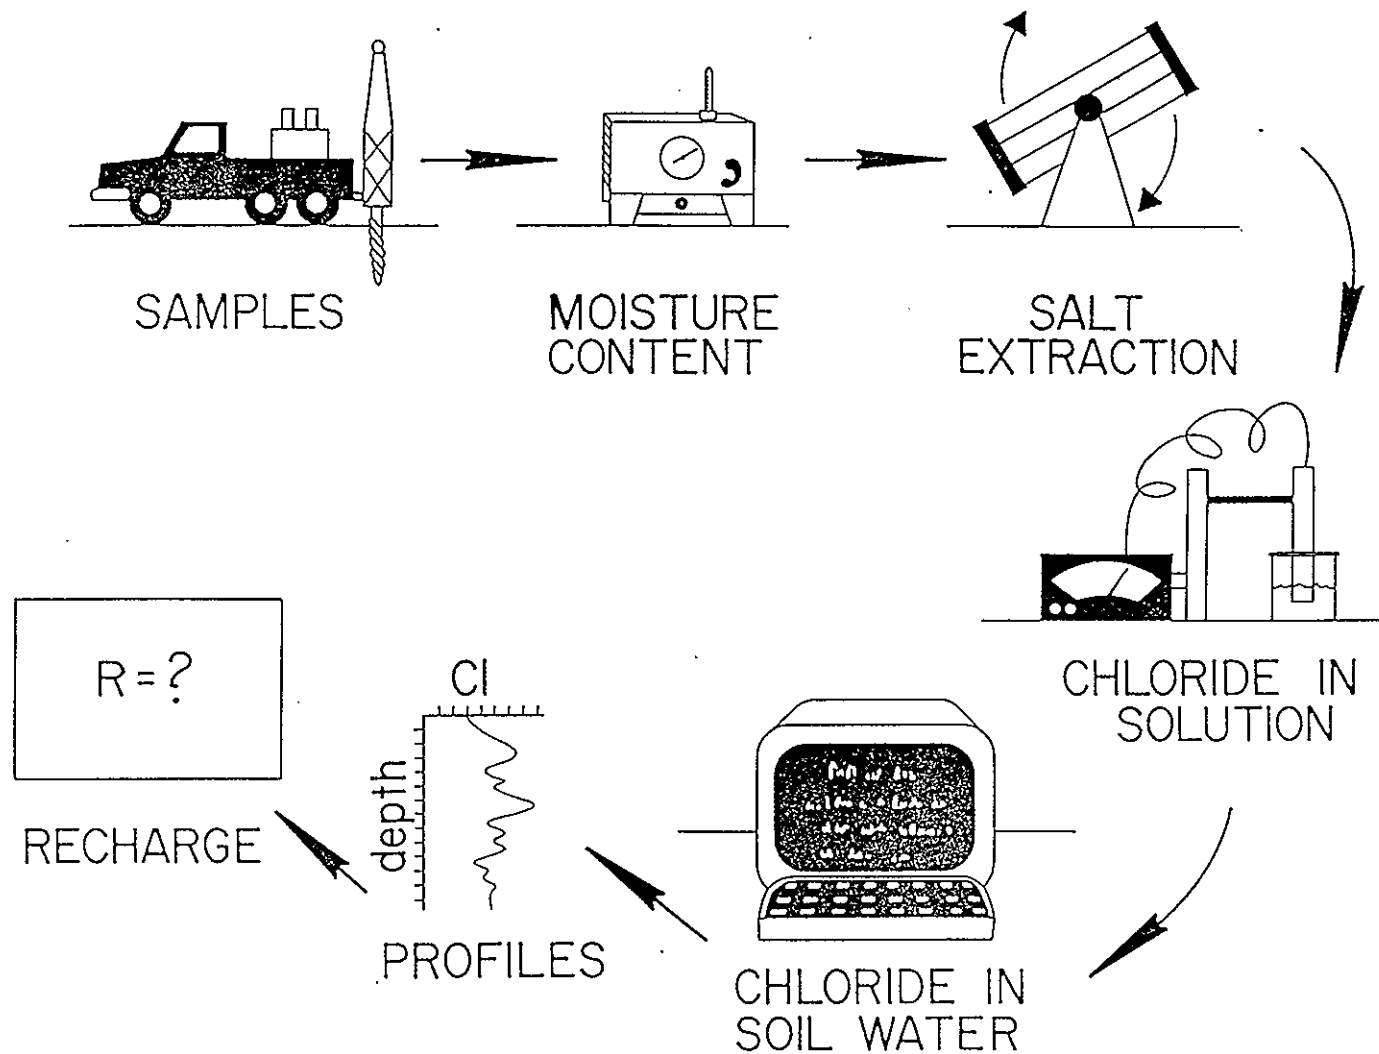 SAMPLES
MOISTURE
CONTENT
SALT
EXTRACTION
CHLORIDE IN
SOLUTION
CHLORIDE IN
SOIL WATER
Cl
depth
PROFILES
R = ?
RECHARGE